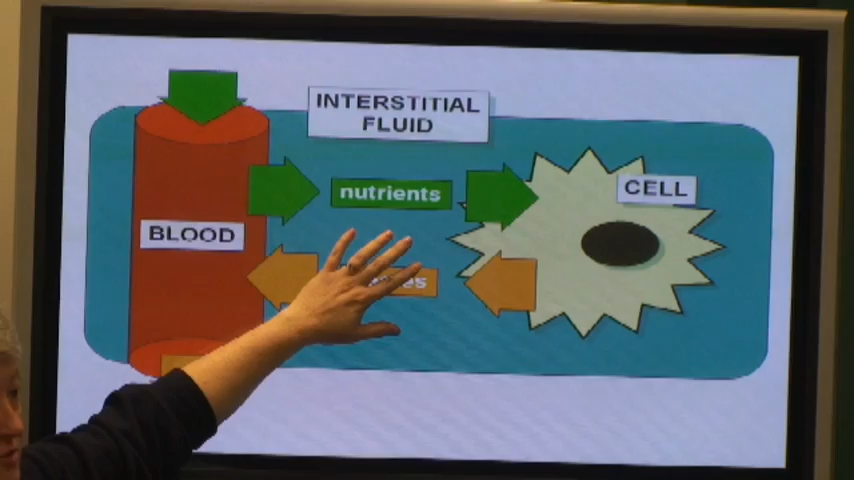 INTERSTITIAL
FLUID
nutrients
CELL
BLOOD